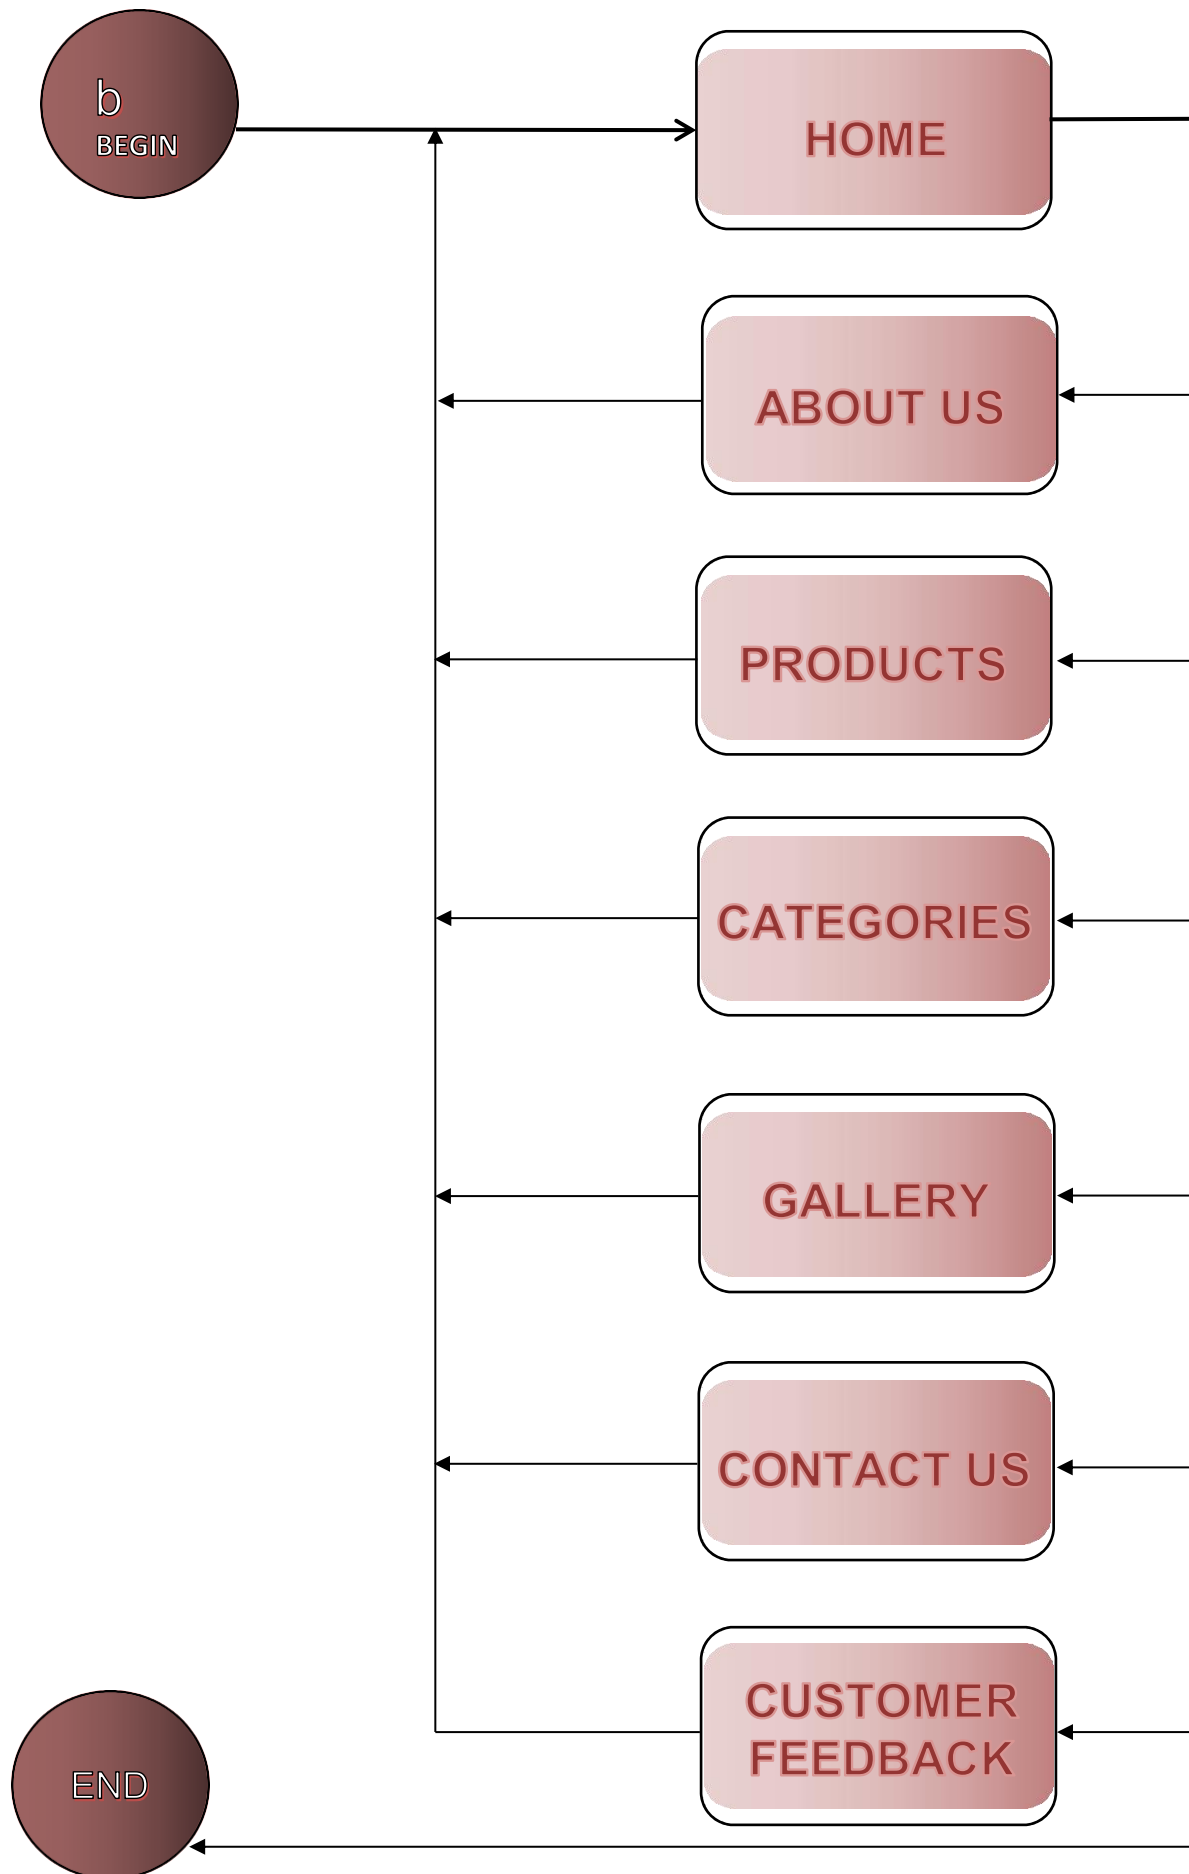 b
BEGIN
HOME
ABOUT US
PRODUCTS
CATEGORIES
GALLERY
CONTACT US
CUSTOMER
FEEDBACK
END